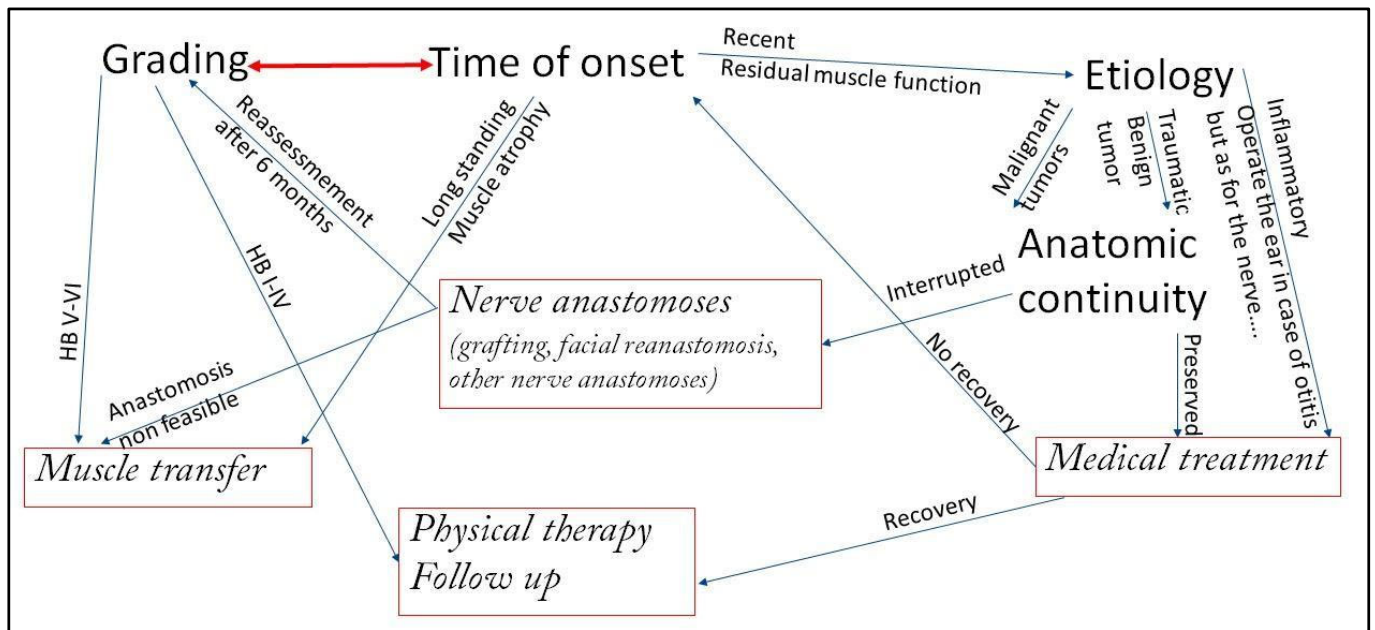 Grading
Time of onset
Recent
Residual muscle function
Etiology
Reassessmement
after 6 months
Long standing
Muscle atrophy
Malignant
tumors
Traumatic
Benign
tumor
Inflammatory
Operate the ear in case of otitis
but as for the nerve....
HB V-VI
HB I-IV
Anatomic
continuity
Interrupted
Nerve anastomoses
(grafting, facial reanastomosis,
other nerve anastomoses)
No recovery
Preserved
Anastomosis
non feasible
Muscle transfer
Medical treatment
Recovery
Physical therapy
Follow up